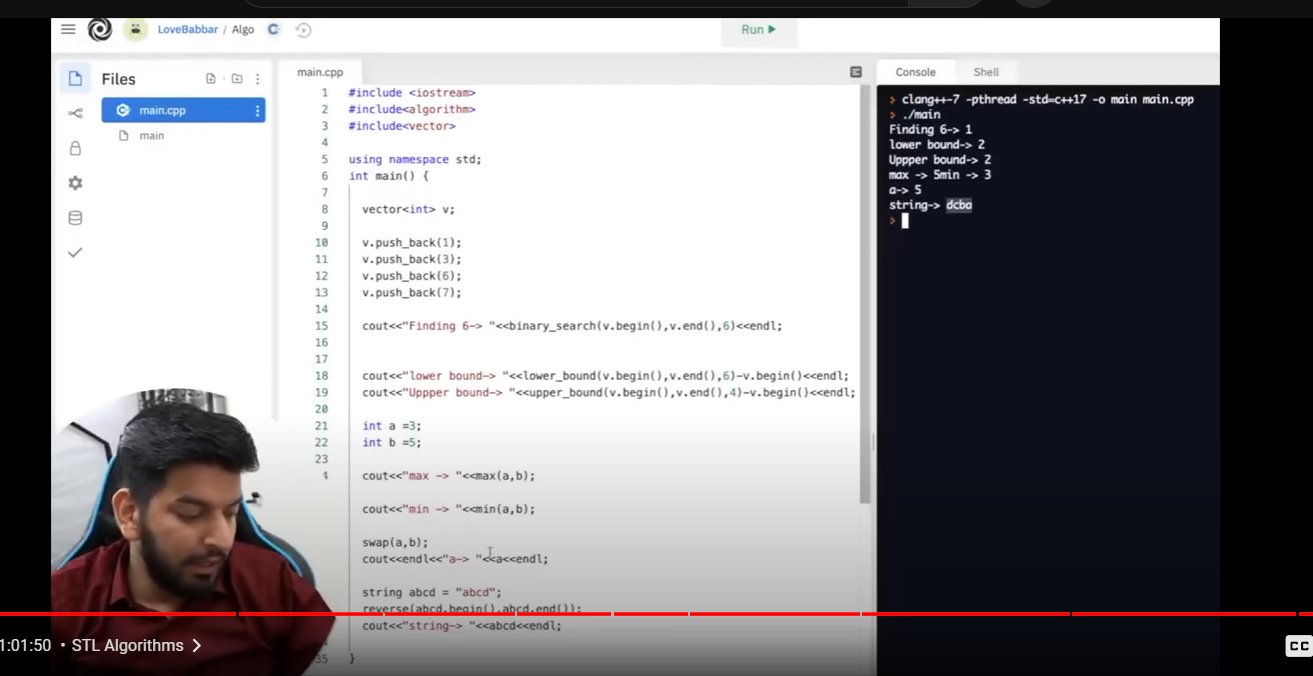 LoveBabbar / Algo
Run
Files
main.cpp
main
main.cpp
1 #include <iostream>
2 #include<algorithm>
3 #include<vector>
4
5 using namespace std;
6 int main() {
7
8 vector<int> v;
9
10 v.push_back(1);
11 v.push_back(3);
12 v.push_back(6);
13 v.push_back(7);
14
15 cout<<"Finding 6-> "<<binary_search(v.begin(),v.end(),6)<<endl;
16
17
18 cout<<"lower bound-> "<<lower_bound(v.begin(),v.end(),6)-v.begin()<<endl;
19 cout<<"Uppper bound-> "<<upper_bound(v.begin(),v.end(),4)-v.begin()<<endl;
20
21 int a =3;
22 int b =5;
23
cout<<"max -> "<<max(a,b);
cout<<"min -> "<<min(a,b);
swap(a,b);
cout<<endl<<"a-> "<<a<<endl;
string abcd = "abcd";
reverse(abcd.begin(),abcd.end());
cout<<"string-> "<<abcd<<endl;
35 }
Console Shell
> clang++-7 -pthread -std=c++17 -o main main.cpp
> ./main
Finding 6-> 1
lower bound-> 2
Uppper bound-> 2
max -> 5min -> 3
a-> 5
string-> dcba
>
1:01:50 • STL Algorithms
CC